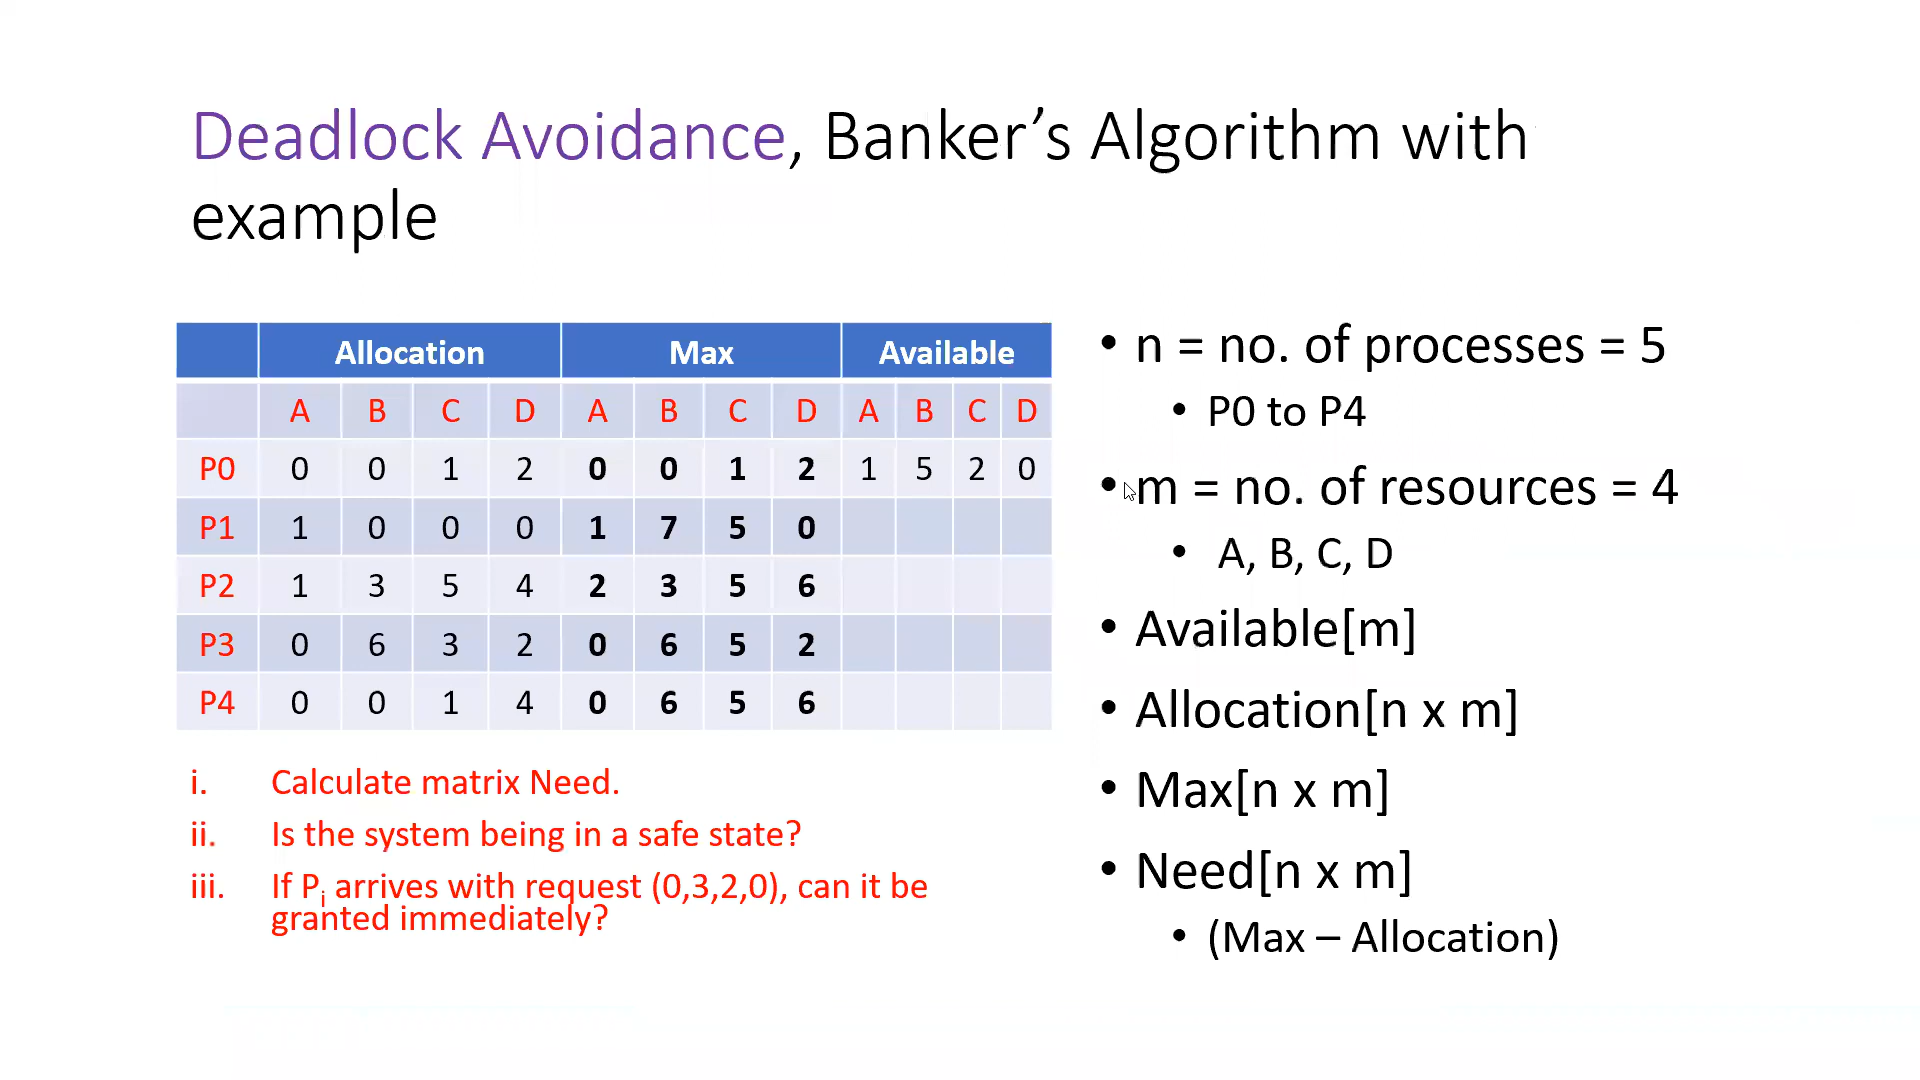 Deadlock Avoidance, Banker’s Algorithm with
example
Allocation Max Available
A B C D A B C D A B C D
P0 0 0 1 2 0 0 1 2 1 5 2 0
P1 1 0 0 0 1 7 5 0
P2 1 3 5 4 2 3 5 6
P3 0 6 3 2 0 6 5 2
P4 0 0 1 4 0 6 5 6
i. Calculate matrix Need.
ii. Is the system being in a safe state?
iii. If Pi arrives with request (0,3,2,0), can it be
granted immediately?
• n = no. of processes = 5
• P0 to P4
• m = no. of resources = 4
• A, B, C, D
• Available[m]
• Allocation[n x m]
• Max[n x m]
• Need[n x m]
• (Max – Allocation)